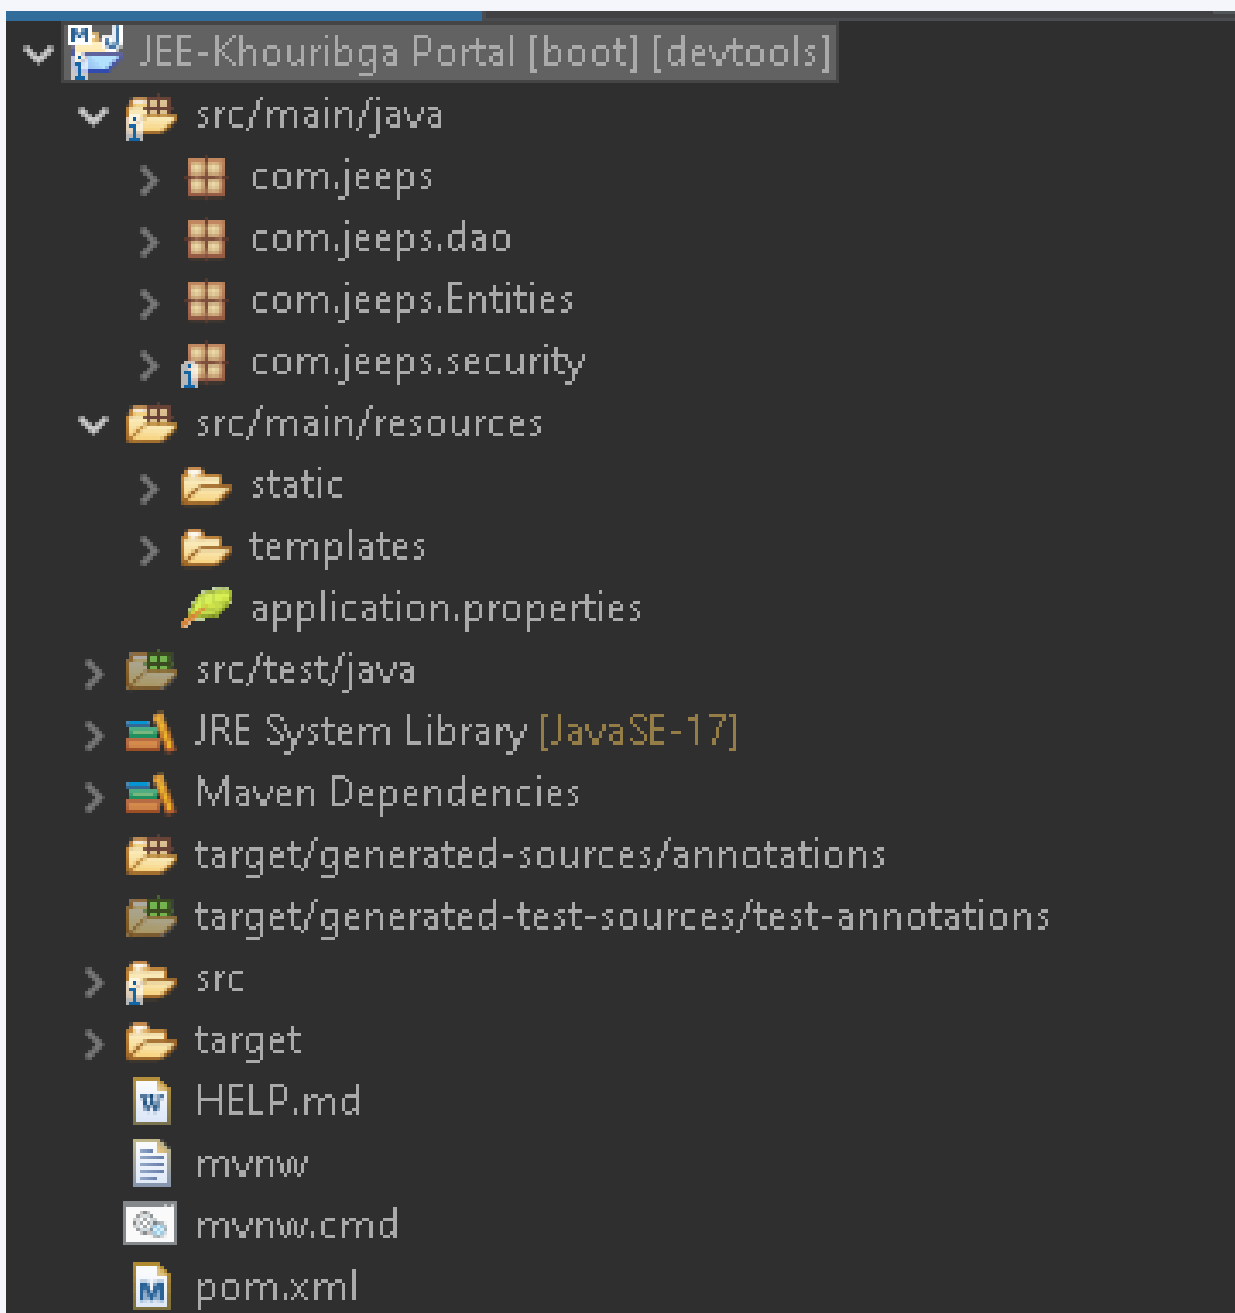 JEE-Khouribga Portal [boot] [devtools]
src/main/java
com.jeeps
com.jeeps.dao
com.jeeps.Entities
com.jeeps.security
src/main/resources
static
templates
application.properties
src/test/java
JRE System Library [JavaSE-17]
Maven Dependencies
target/generated-sources/annotations
target/generated-test-sources/test-annotations
src
target
HELP.md
mvnw
mvnw.cmd
pom.xml